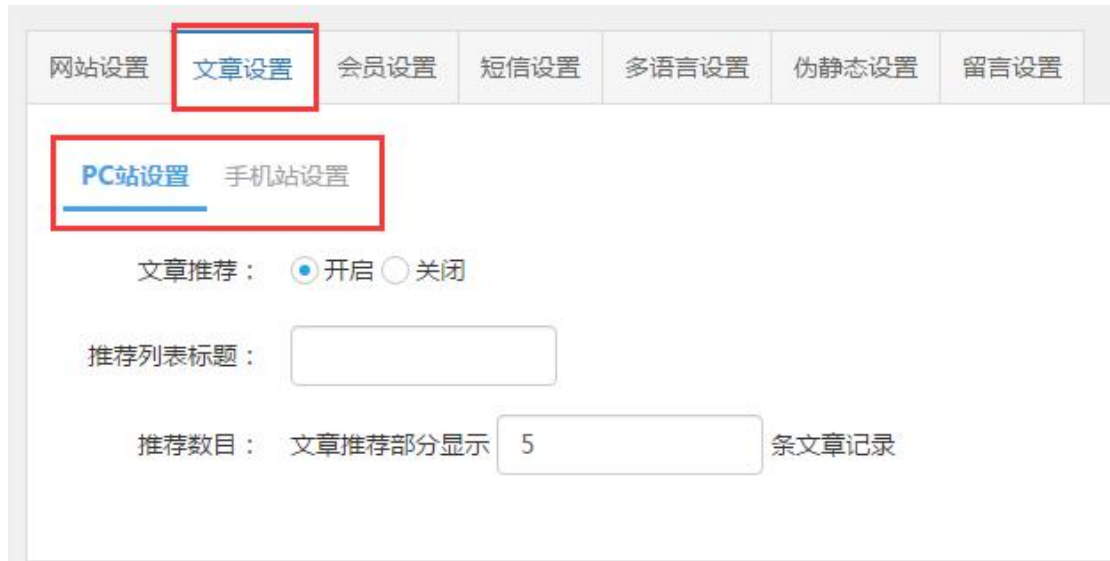 网站设置 文章设置 会员设置 短信设置 多语言设置 伪静态设置 留言设置
PC站设置 手机站设置
文章推荐： 开启 关闭
推荐列表标题：
推荐数目： 文章推荐部分显示 5 条文章记录